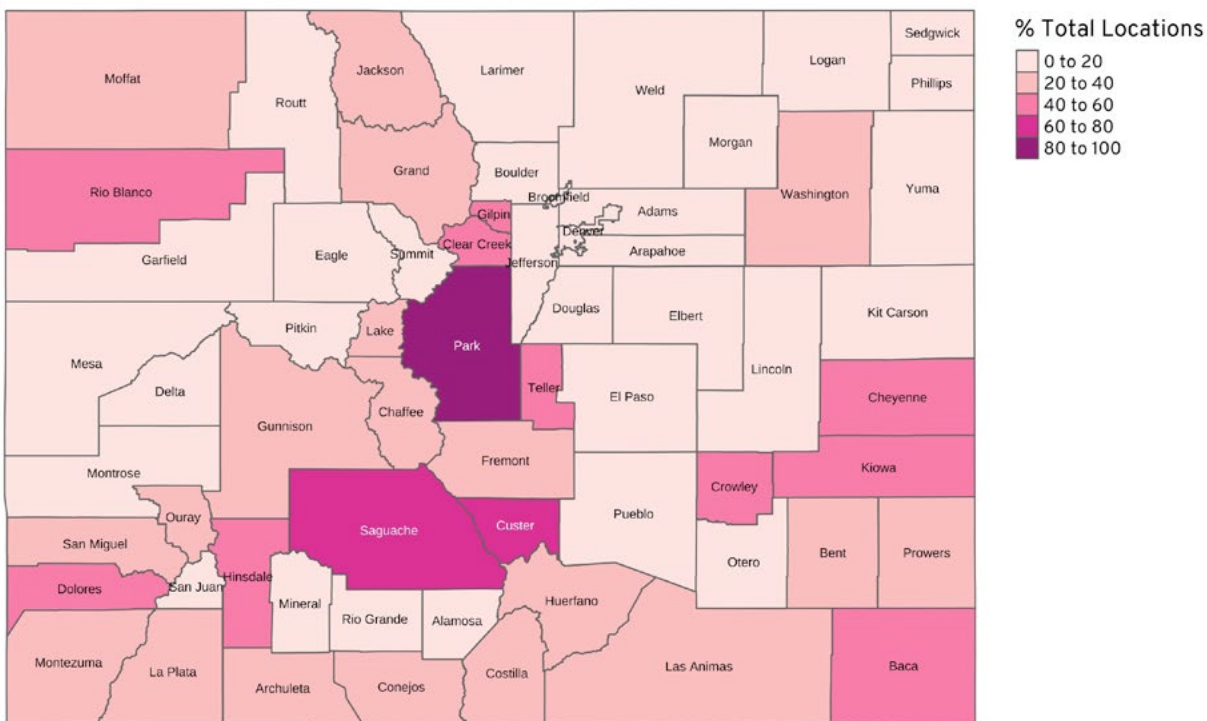 % Total Locations
0 to 20
20 to 40
40 to 60
60 to 80
80 to 100
Moffat
Routt
Jackson
Larimer
Weld
Logan
Sedgwick
Phillips
Rio Blanco
Grand
Boulder
Morgan
Washington
Yuma
Broomfield
Gilpin
Adams
Denver
Clear Creek
Arapahoe
Garfield
Eagle
Summit
Jefferson
Douglas
Elbert
Kit Carson
Pitkin
Lake
Park
Mesa
Delta
Lincoln
Teller
El Paso
Cheyenne
Gunnison
Chaffee
Fremont
Montrose
Kiowa
Crowley
Ouray
Saguache
Custer
Pueblo
San Miguel
Otero
Bent
Prowers
Dolores
San Juan
Hinsdale
Mineral
Rio Grande
Alamosa
Huerfano
Montezuma
La Plata
Archuleta
Conejos
Costilla
Las Animas
Baca